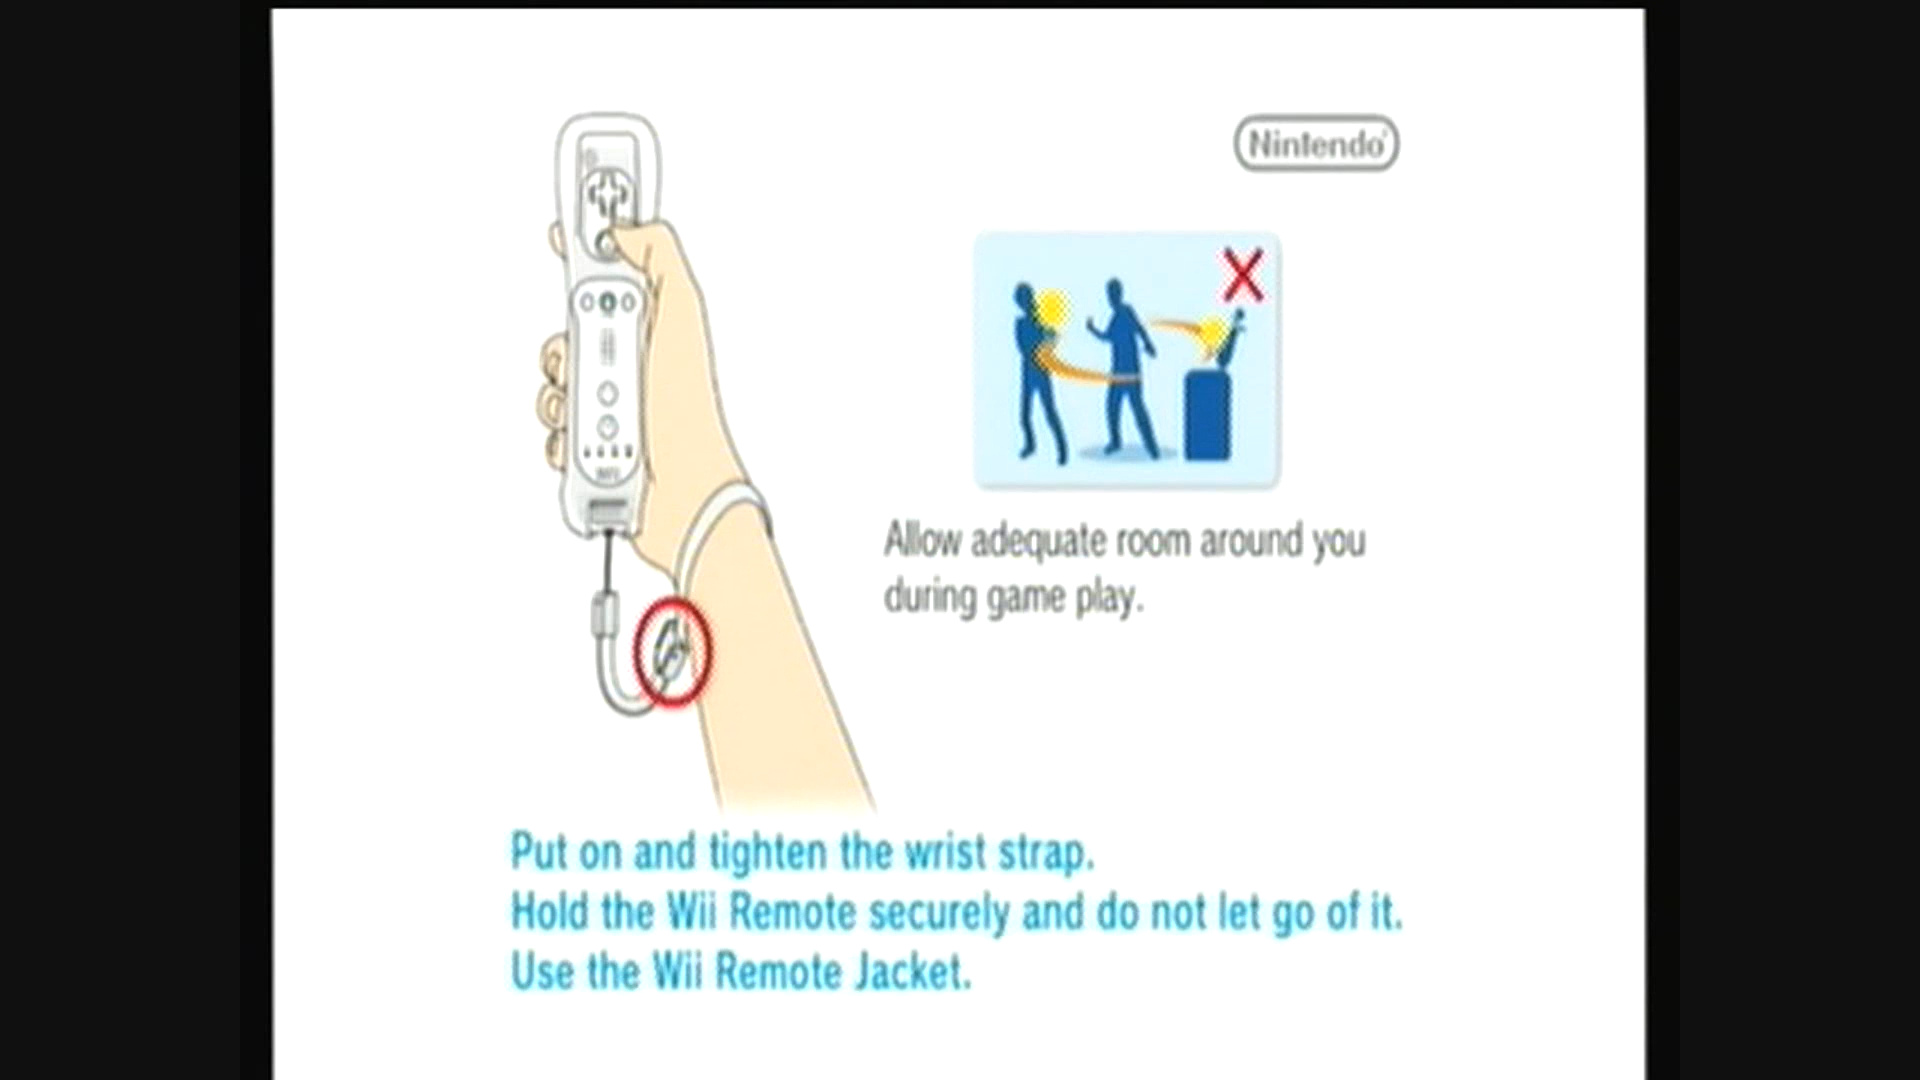 Nintendo
Allow adequate room around you
during game play.
Put on and tighten the wrist strap.
Hold the Wii Remote securely and do not let go of it.
Use the Wii Remote Jacket.